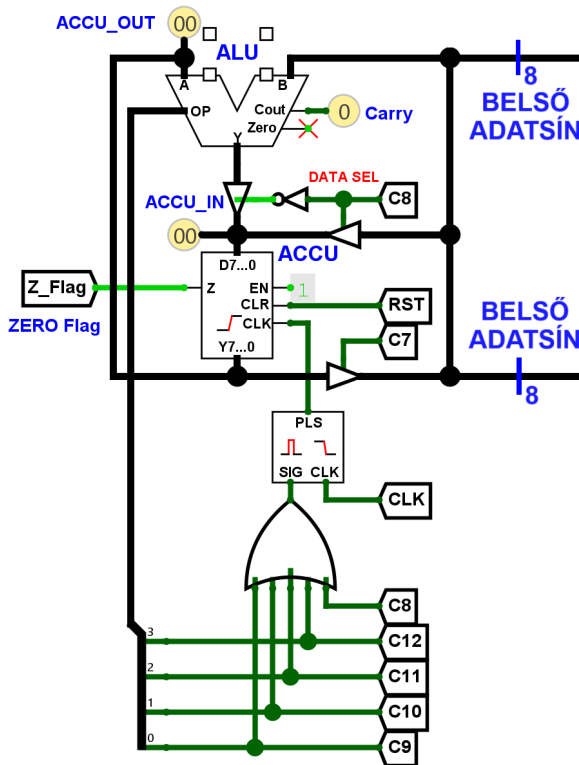 ACCU_OUT
00
ALU
A
B
8
OP
Cout
0
Carry
BELSŐ
ADATSÍN
Zero
Y
DATA SEL
C8
ACCU_IN
00
ACCU
D7...0
Z_Flag
Z
EN
1
CLR
RST
ZERO Flag
CLK
BELSŐ
ADATSÍN
Y7...0
C7
8
PLS
SIG
CLK
CLK
C8
3
C12
2
C11
1
C10
0
C9